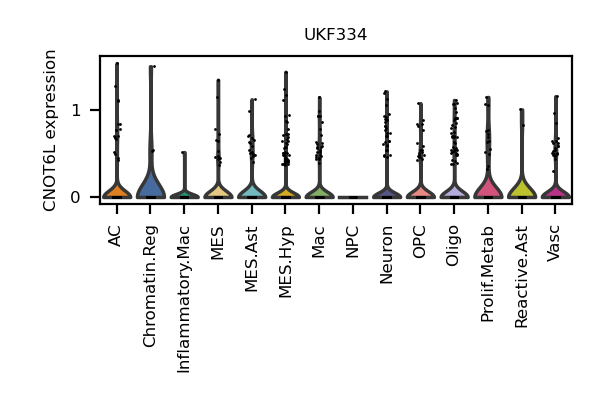 UKF334
CNOT6L expression
1
0
AC
Chromatin.Reg
Inflammatory.Mac
MES
MES.Ast
MES.Hyp
Mac
NPC
Neuron
OPC
Oligo
Prolif.Metab
Reactive.Ast
Vasc